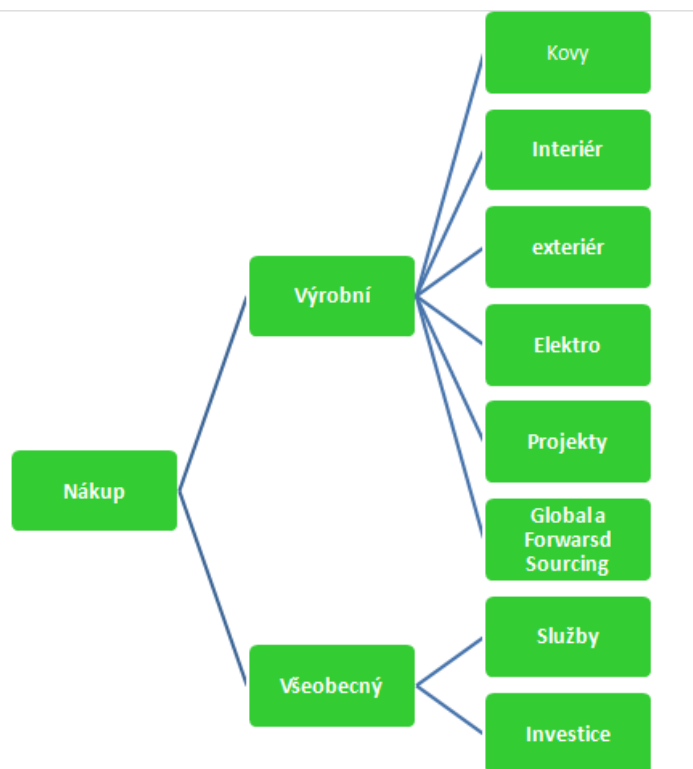 Kovy
Interiér
exteriér
Výrobní
Elektro
Projekty
Nákup
Global a
Forwarsd
Sourcing
Služby
Všeobecný
Investice